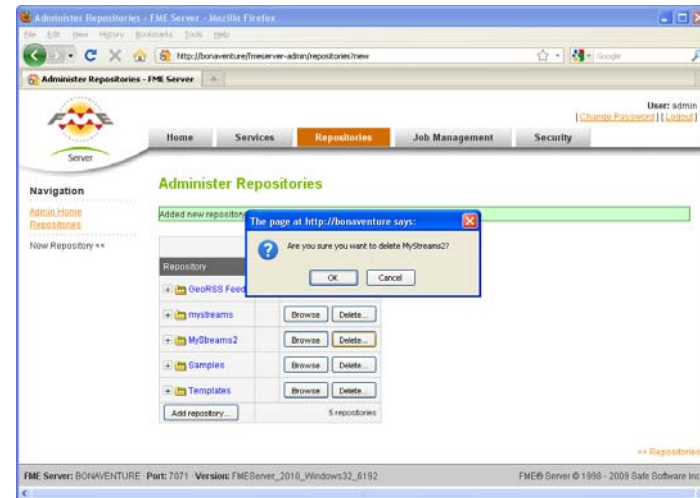 Administer Repositories - FME Server - Mozilla Firefox
File Edit View History Bookmarks Tools Help
http://bonaventure/fmeserver-admin/repositories?new
Google
Administer Repositories - FME Server
FME
Server
User: admin
[Change Password] [Logout]
Home Services Repositories Job Management Security
Navigation
Admin Home
Repositories
New Repository <<
Administer Repositories
Added new repository
The page at http://bonaventure says:
Are you sure you want to delete MyStreams2?
OK Cancel
Repository
GeoRSS Feed
mystreams Browse Delete...
MyStreams2 Browse Delete...
Samples Browse Delete...
Templates Browse Delete...
Add repository... 5 repositories
<< Repositories
FME Server: BONAVENTURE Port: 7071 Version: FMEServer_2010_Windows32_6192
FME® Server © 1998 - 2009 Safe Software Inc